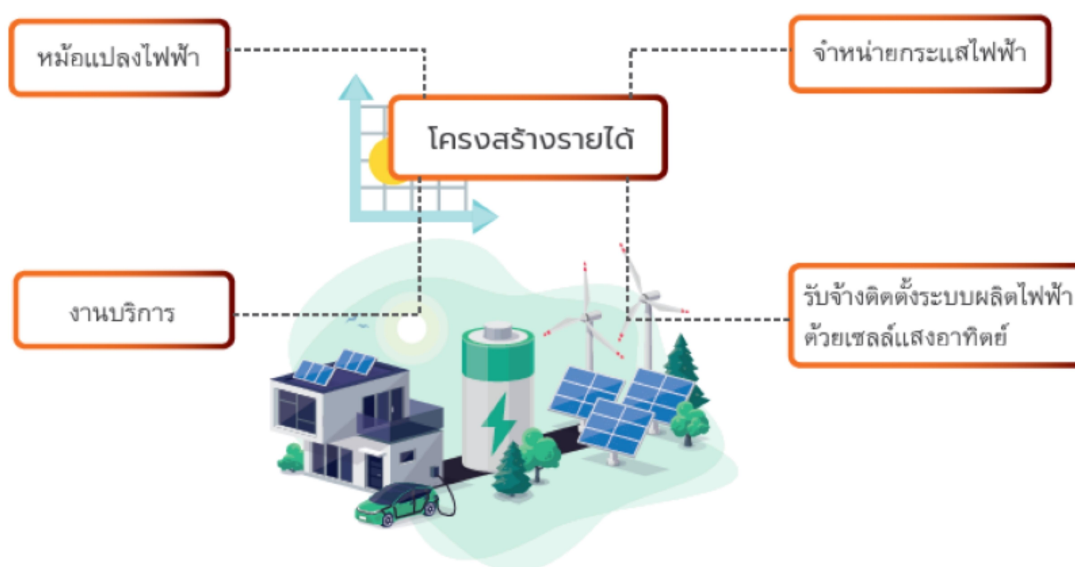 หม้อแปลงไฟฟ้า
จำหน่ายกระแสไฟฟ้า
โครงสร้างรายได้
งานบริการ
รับจ้างติดตั้งระบบผลิตไฟฟ้า
ด้วยเซลล์แสงอาทิตย์